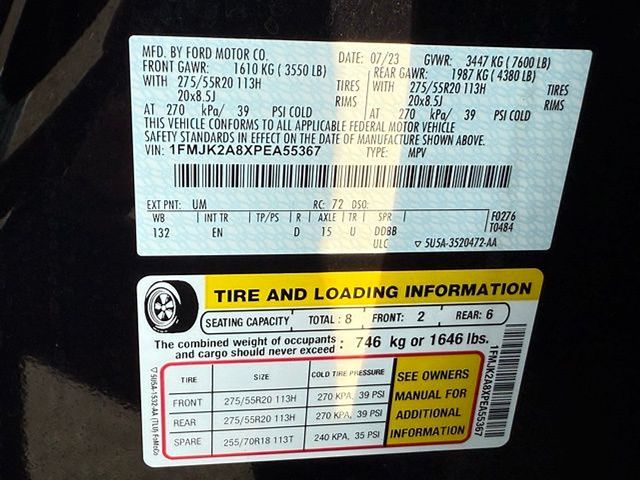 MFD. BY FORD MOTOR CO. DATE: 07/23 GVWR: 3447 KG ( 7600 LB)
FRONT GAWR: 1610 KG ( 3550 LB) REAR GAWR: 1987 KG ( 4380 LB)
WITH 275/55R20 113H TIRES WITH 275/55R20 113H TIRES
20x8.5J RIMS 20x8.5J RIMS
AT 270 kPa/ 39 PSI COLD AT 270 kPa/ 39 PSI COLD
THIS VEHICLE CONFORMS TO ALL APPLICABLE FEDERAL MOTOR VEHICLE
SAFETY STANDARDS IN EFFECT ON THE DATE OF MANUFACTURE SHOWN ABOVE.
VIN: 1FMJK2A8XPEA55367 TYPE: MPV
EXT PNT: UM RC: 72 DSO:
WB INT TR TP/PS R AXLE TR SPR F0276
132 EN D 15 U DDBB T0484
ULC ▽ 5U5A-3520472-AA
TIRE AND LOADING INFORMATION
SEATING CAPACITY TOTAL : 8 FRONT: 2 REAR: 6
The combined weight of occupants
and cargo should never exceed : 746 kg or 1646 lbs.
TIRE SIZE COLD TIRE PRESSURE
FRONT 275/55R20 113H 270 KPA, 39 PSI
REAR 275/55R20 113H 270 KPA, 39 PSI
SPARE 255/70R18 113T 240 KPA, 35 PSI
SEE OWNERS
MANUAL FOR
ADDITIONAL
INFORMATION
1FMJK2A8XPEA55367